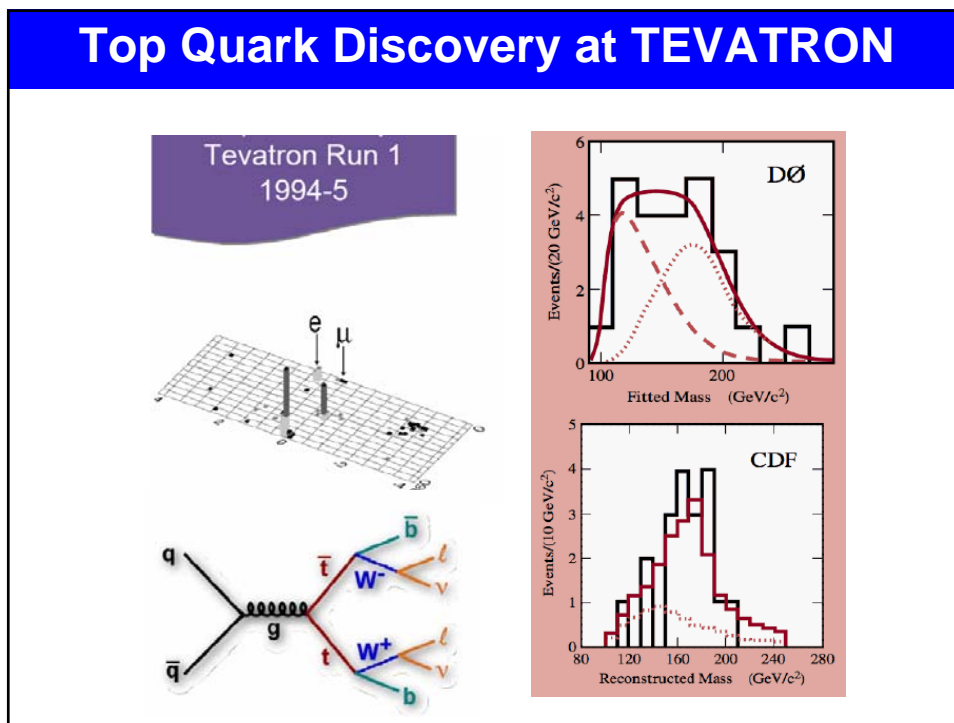 Top Quark Discovery at TEVATRON
Tevatron Run 1
1994-5
e
μ
q
q̅
g
t̅
t
W⁻
W⁺
b̅
b
ℓ
ν
ℓ
ν
DØ
Events/(20 GeV/c²)
6
4
2
0
100
200
Fitted Mass (GeV/c²)
CDF
Events/(10 GeV/c²)
5
4
3
2
1
0
80
120
160
200
240
280
Reconstructed Mass (GeV/c²)